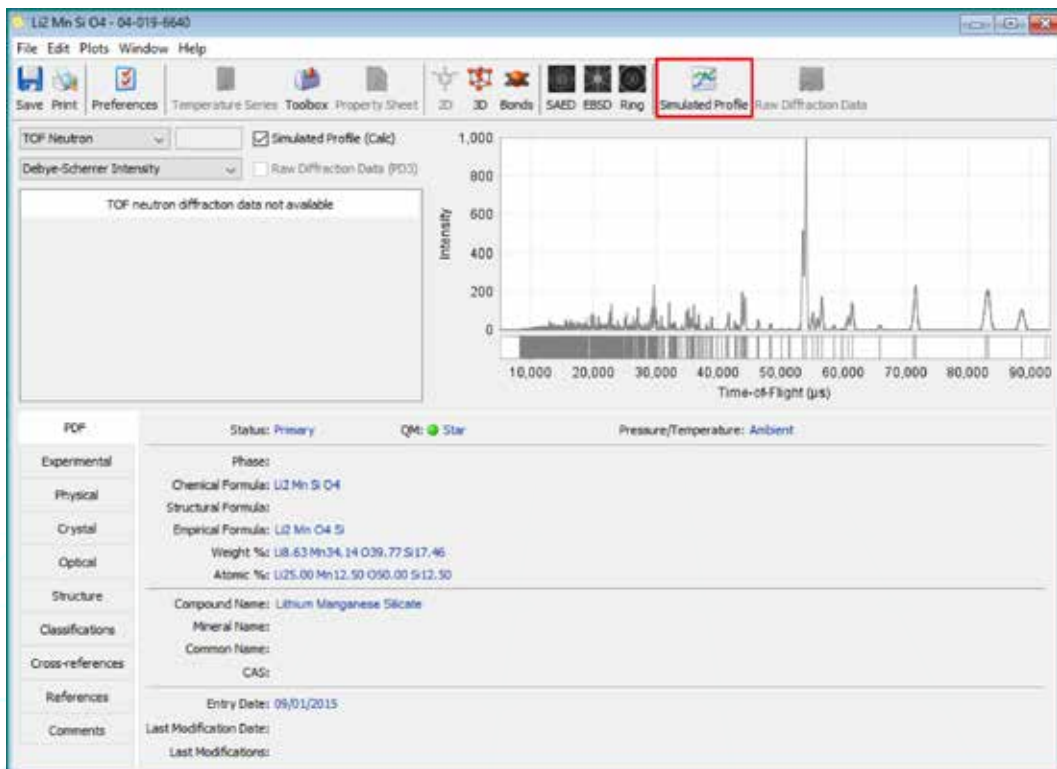 Li2 Mn Si O4 - 04-019-6640
File Edit Plots Window Help
Save Print Preferences Temperature Series Toolbox Property Sheet 2D 3D Bonds SAED EBSD Ring Simulated Profile Raw Diffraction Data
TOF Neutron
Simulated Profile (Calc)
Debye-Scherrer Intensity
Raw Diffraction Data (PD3)
TOF neutron diffraction data not available
1,000
800
600
400
200
0
Intensity
10,000 20,000 30,000 40,000 50,000 60,000 70,000 80,000 90,000
Time-of-Flight (µs)
PDF
Experimental
Physical
Crystal
Optical
Structure
Classifications
Cross-references
References
Comments
Status: Primary QM: Star Pressure/Temperature: Ambient
Phase:
Chemical Formula: Li2 Mn Si O4
Structural Formula:
Empirical Formula: Li2 Mn O4 Si
Weight %: Li8.63 Mn34.14 O39.77 Si17.46
Atomic %: Li25.00 Mn12.50 O50.00 Si12.50
Compound Name: Lithium Manganese Silicate
Mineral Name:
Common Name:
CAS:
Entry Date: 09/01/2015
Last Modification Date:
Last Modifications: